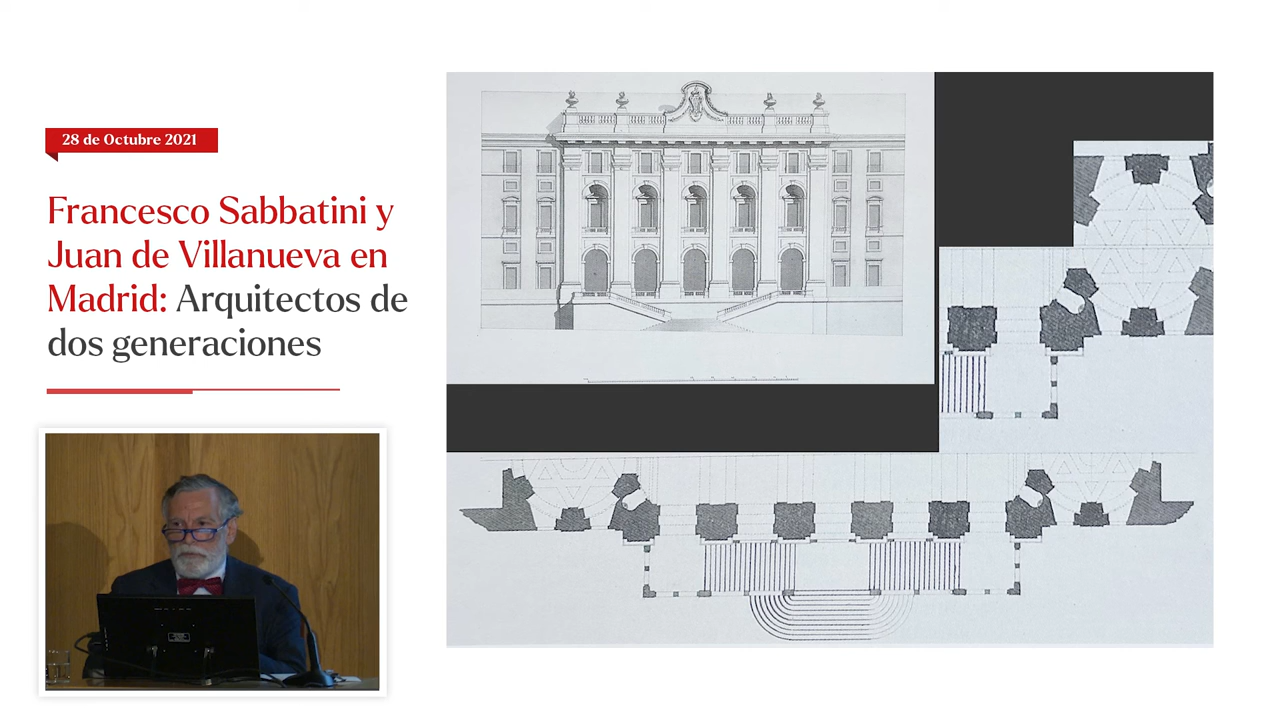 28 de Octubre 2021
Francesco Sabbatini y
Juan de Villanueva en
Madrid: Arquitectos de
dos generaciones